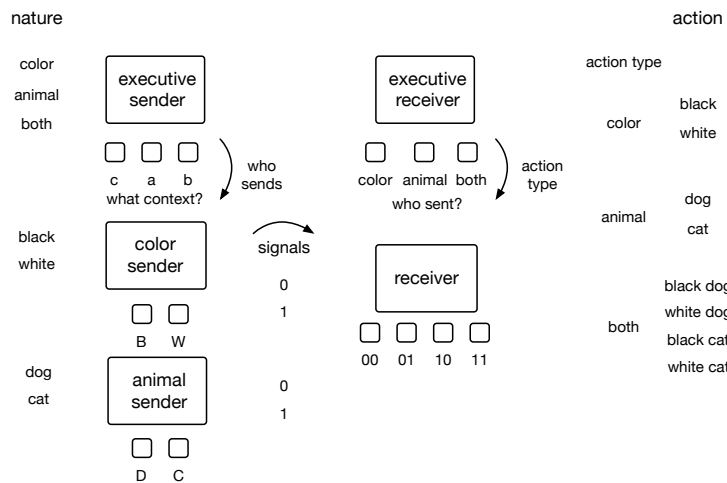 nature
action
color
animal
both
executive
sender
executive
receiver
action type
color
black
white
c a b
what context?
who
sends
color animal both
who sent?
action
type
black
white
color
sender
signals
0
1
receiver
animal
dog
cat
B W
00 01 10 11
both
black dog
white dog
black cat
white cat
dog
cat
animal
sender
0
1
D C